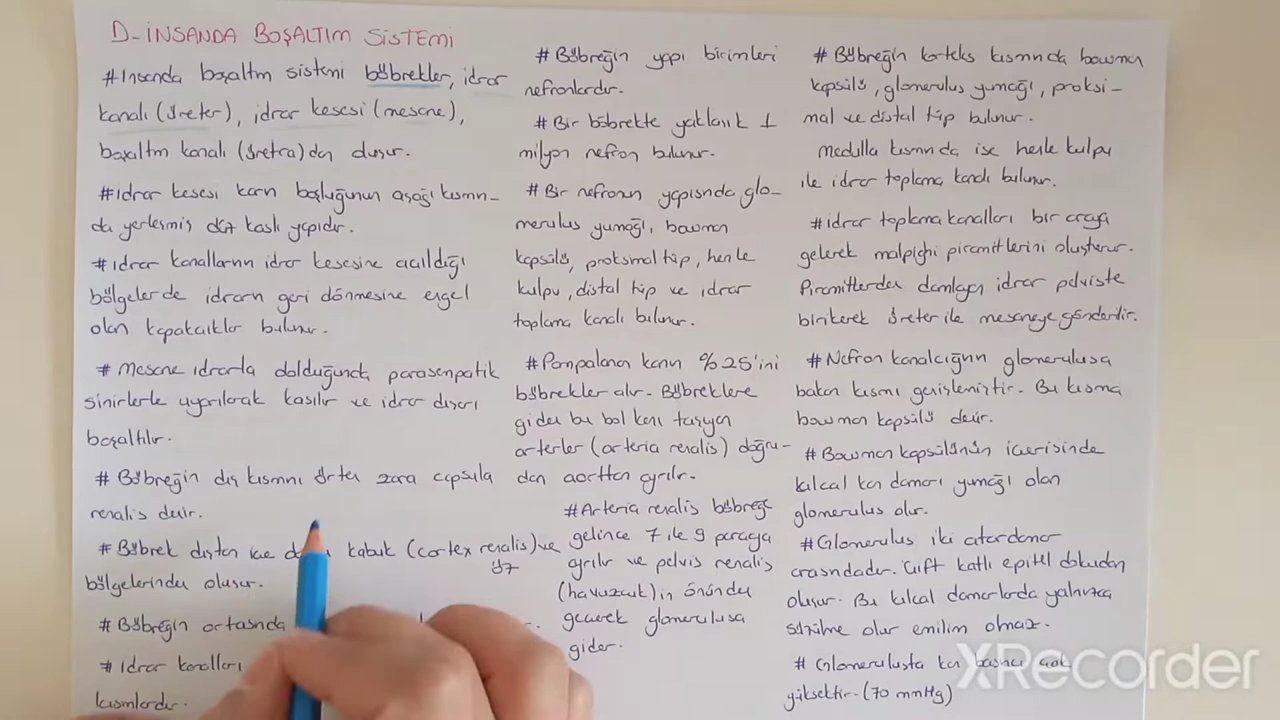 D-İNSANDA BOŞALTIM SİSTEMİ
#İnsanda boşaltım sistemi böbrekler, idrar
kanalı (üreter), idrar kesesi (mesane),
boşaltım kanalı (üretra)dan oluşur.
#İdrar kesesi karın boşluğunun aşağı kısmın-
da yerleşmiş düz kaslı yapıdır.
#İdrar kanallarının idrar kesesine açıldığı
bölgelerde idrarın geri dönmesine engel
olan kapakçıklar bulunur.
#Mesane idrarla dolduğunda parasempatik
sinirlerle uyarılarak kasılır ve idrar dışarı
boşaltılır.
#Böbreğin dış kısmını örten zara capsula
renalis denir.
#Böbrek dıştan içe kabuk (cortex renalis) ve
öz
bölgelerinden oluşur.
#Böbreğin ortasında
#İdrar kanalları
kısımlardır.
#Böbreğin yapı birimleri
nefronlardır.
#Bir böbrekte yaklaşık 1
milyon nefron bulunur.
#Bir nefronun yapısında glo-
merulus yumağı, bowman
kapsülü, proksimal tüp, henle
kulpu, distal tüp ve idrar
toplama kanalı bulunur.
#Pompalanan kanın %25'ini
böbrekler alır. Böbreklere
giden bu bol kanı taşıyan
arterler (arteria renalis) doğru-
dan aorttan ayrılır.
#Arteria renalis böbreğe
gelince 7 ile 9 parçaya
ayrılır ve pelvis renalis
(havuzcuk)in önünden
geçerek glomerulusa
gider.
#Böbreğin korteks kısmında bowman
kapsülü, glomerulus yumağı, proksi-
mal ve distal tüp bulunur.
Medulla kısmında ise henle kulpu
ile idrar toplama kanalı bulunur.
#İdrar toplama kanalları bir araya
gelerek malpighi piramitlerini oluşturur.
Piramitlerden damlayan idrar pelviste
birikerek üreter ile mesaneye gönderilir.
#Nefron kanalcığının glomerulusa
bakan kısmı genişlemiştir. Bu kısma
bowman kapsülü denir.
#Bowman kapsülünün içerisinde
kılcal kan damarı yumağı olan
glomerulus olur.
#Glomerulus iki atardamar
arasındadır. Çift katlı epitel dokudan
oluşur. Bu kılcal damarlarda yalnızca
süzülme olur emilim olmaz.
#Glomerulusta kan basıncı çok
yüksektir. (70 mmHg)
XRecorder